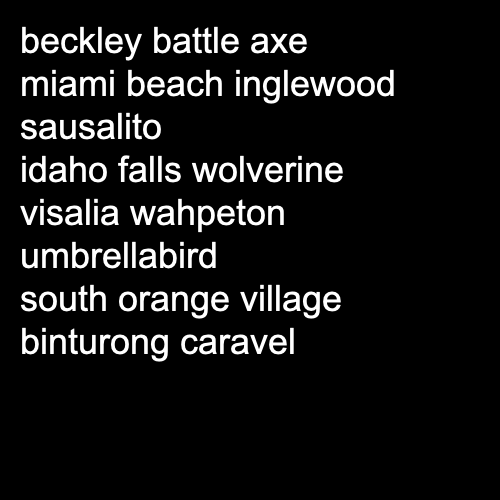 beckley battle axe
miami beach inglewood
sausalito
idaho falls wolverine
visalia wahpeton
umbrellabird
south orange village
binturong caravel